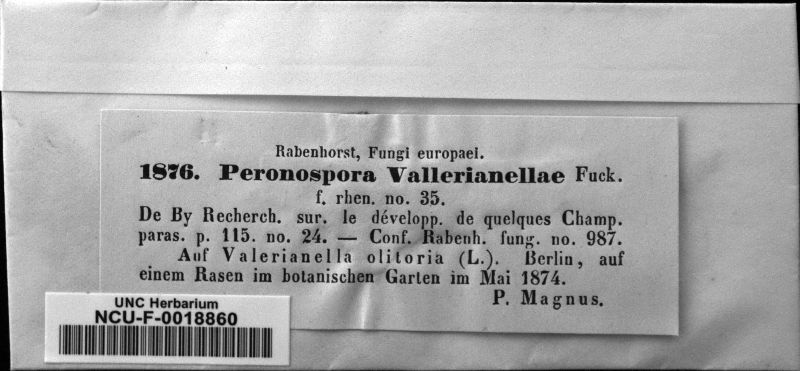 Rabenhorst, Fungi europaei.
1876. Peronospora Vallerianellae Fuck.
f. rhen. no. 35.
De By Recherch. sur. le développ. de quelques Champ.
paras. p. 115. no. 24. — Conf. Rabenh. fung. no. 987.
Auf Valerianella olitoria (L.). Berlin, auf
einem Rasen im botanischen Garten im Mai 1874.
P. Magnus.
UNC Herbarium
NCU-F-0018860